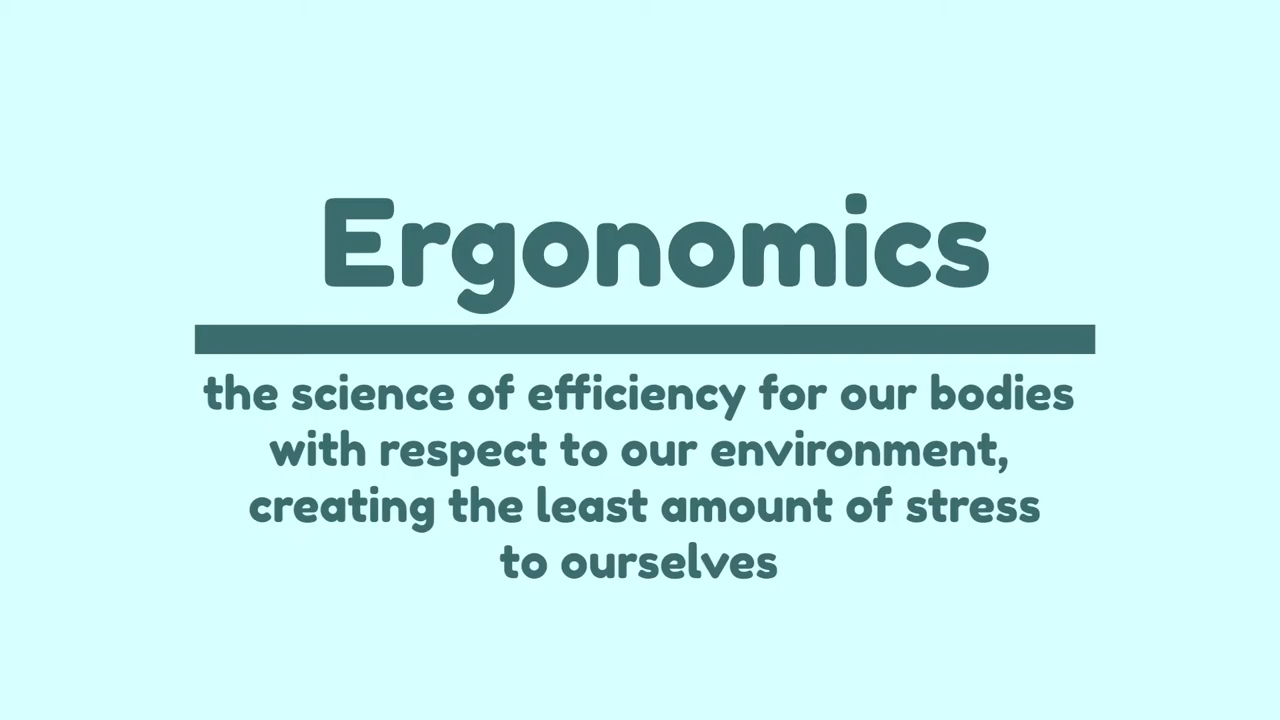 Ergonomics
the science of efficiency for our bodies
with respect to our environment,
creating the least amount of stress
to ourselves